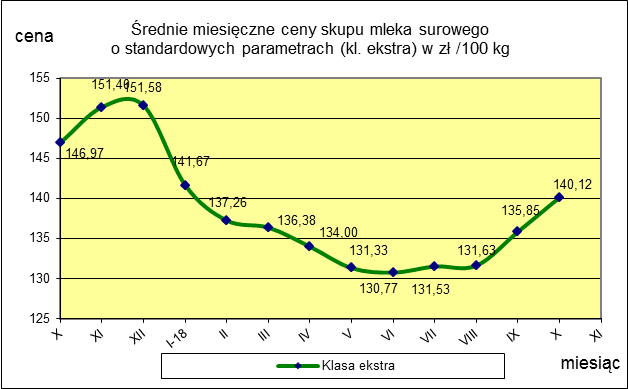 Średnie miesięczne ceny skupu mleka surowego
o standardowych parametrach (kl. ekstra) w zł /100 kg
cena
155
150
145
140
135
130
125
146,97
151,40
151,58
141,67
137,26
136,38
134,00
131,33
130,77
131,53
131,63
135,85
140,12
X
XI
XII
I-18
II
III
IV
V
VI
VII
VIII
IX
X
XI
miesiąc
Klasa ekstra